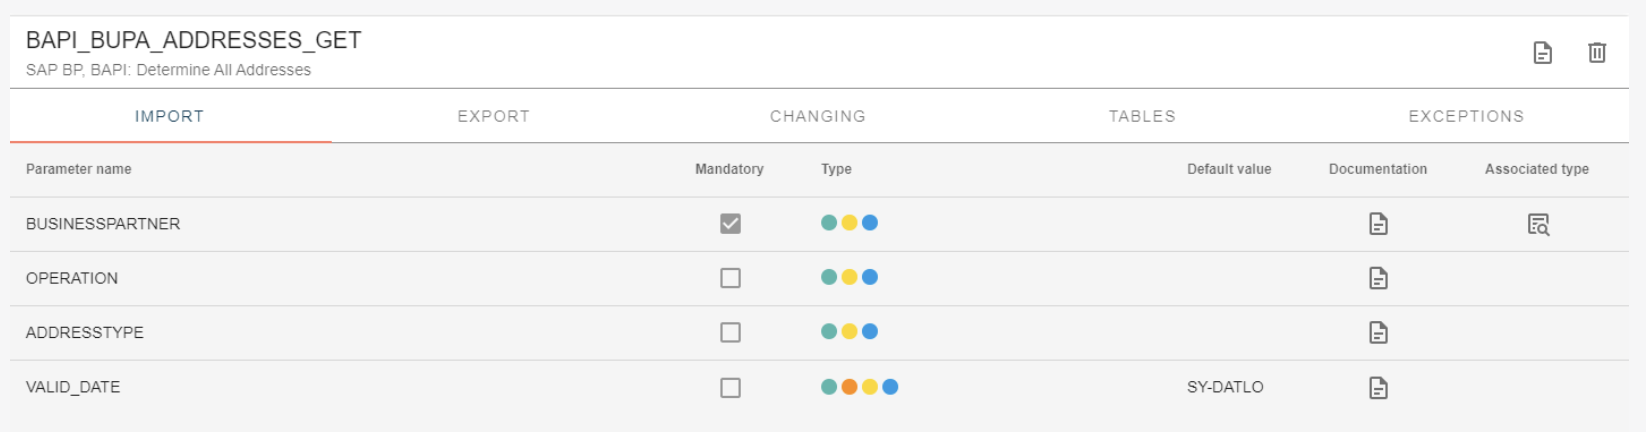 BAPI_BUPA_ADDRESSES_GET
SAP BP, BAPI: Determine All Addresses
IMPORT EXPORT CHANGING TABLES EXCEPTIONS
Parameter name Mandatory Type Default value Documentation Associated type
BUSINESSPARTNER
OPERATION
ADDRESSTYPE
VALID_DATE SY-DATLO